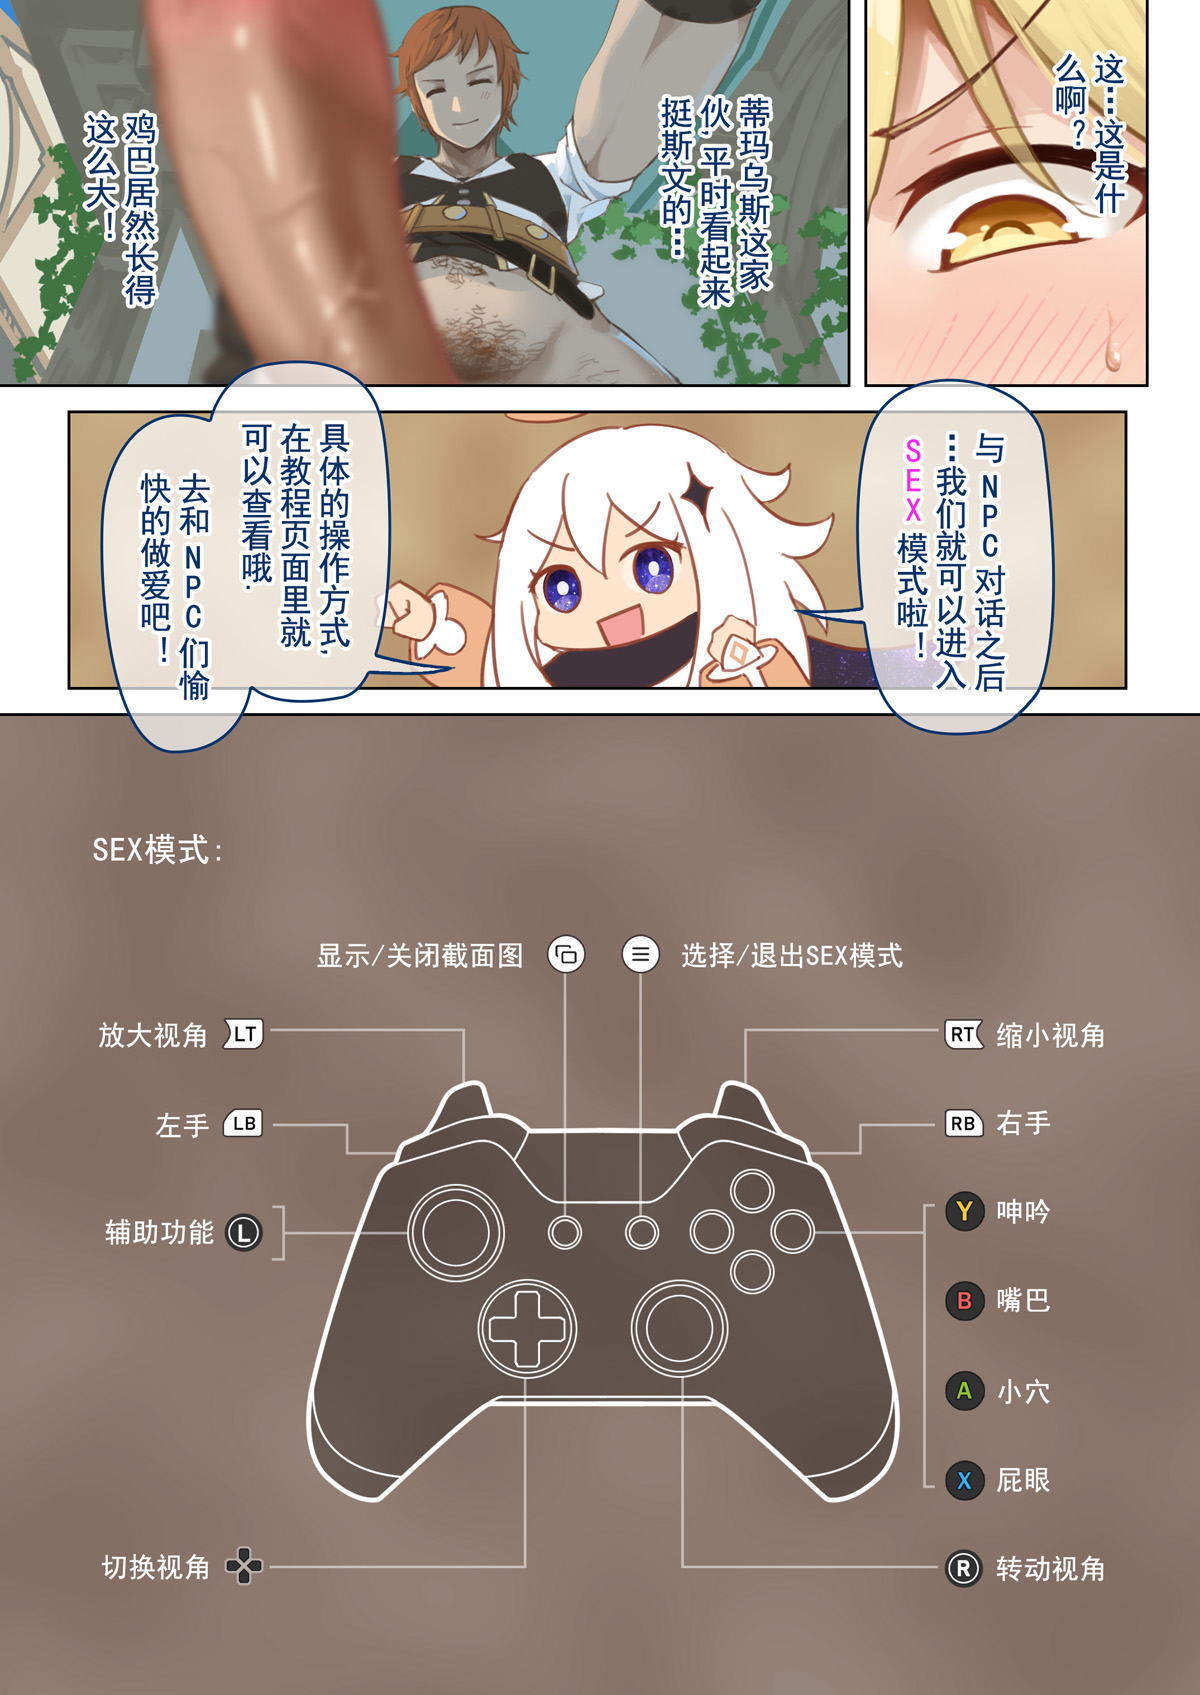 这…这是什
么啊？
蒂玛乌斯这家
伙，平时看起来
挺斯文的…
鸡巴居然长得
这么大！
与NPC对话之后
…我们就可以进入
SEX模式啦！
具体的操作方式，
在教程页面里就
可以查看哦．
去和NPC们愉
快的做爱吧！
SEX模式：
显示/关闭截面图
选择/退出SEX模式
放大视角 LT
RT 缩小视角
左手 LB
RB 右手
辅助功能 L
Y 呻吟
B 嘴巴
A 小穴
X 屁眼
切换视角
R 转动视角